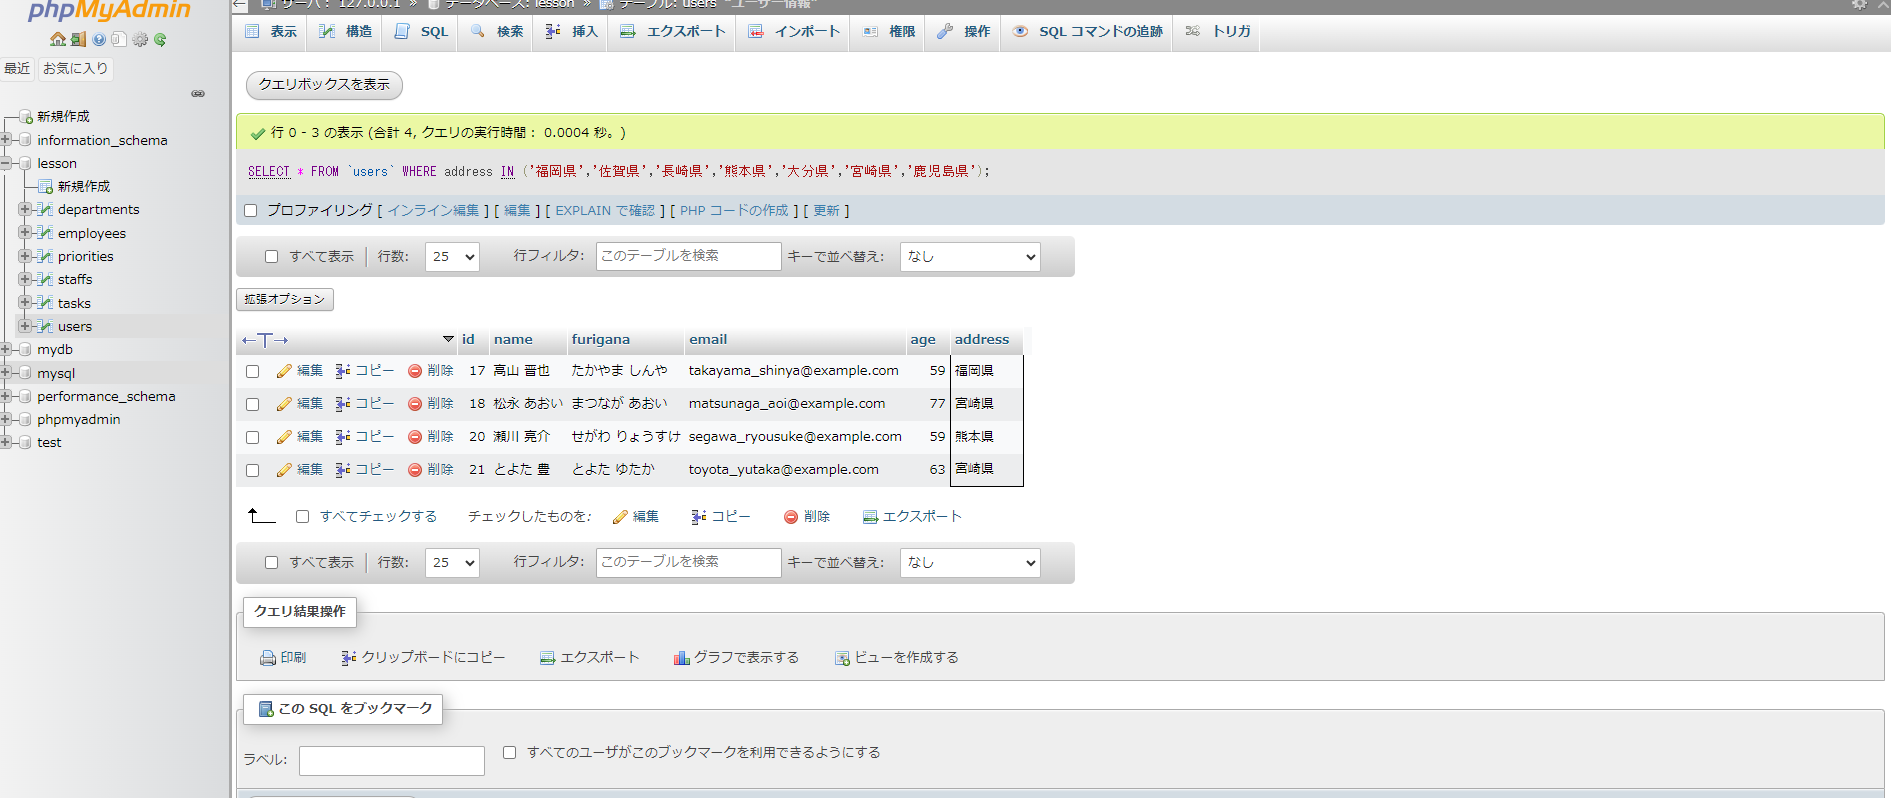 phpMyAdmin
最近 お気に入り
新規作成
information_schema
lesson
新規作成
departments
employees
priorities
staffs
tasks
users
mydb
mysql
performance_schema
phpmyadmin
test
サーバ: 127.0.0.1 » データベース: lesson » テーブル: users "ユーザー情報"
表示 構造 SQL 検索 挿入 エクスポート インポート 権限 操作 SQL コマンドの追跡 トリガ
クエリボックスを表示
行 0 - 3 の表示 (合計 4, クエリの実行時間: 0.0004 秒。)
SELECT * FROM `users` WHERE address IN ('福岡県','佐賀県','長崎県','熊本県','大分県','宮崎県','鹿児島県');
プロファイリング [ インライン編集 ] [ 編集 ] [ EXPLAIN で確認 ] [ PHP コードの作成 ] [ 更新 ]
すべて表示 行数: 25 行フィルタ: このテーブルを検索 キーで並べ替え: なし
拡張オプション
←T→ id name furigana email age address
編集 コピー 削除 17 高山 晋也 たかやま しんや takayama_shinya@example.com 59 福岡県
編集 コピー 削除 18 松永 あおい まつなが あおい matsunaga_aoi@example.com 77 宮崎県
編集 コピー 削除 20 瀬川 亮介 せがわ りょうすけ segawa_ryousuke@example.com 59 熊本県
編集 コピー 削除 21 とよた 豊 とよた ゆたか toyota_yutaka@example.com 63 宮崎県
すべてチェックする チェックしたものを: 編集 コピー 削除 エクスポート
すべて表示 行数: 25 行フィルタ: このテーブルを検索 キーで並べ替え: なし
クエリ結果操作
印刷 クリップボードにコピー エクスポート グラフで表示する ビューを作成する
この SQL をブックマーク
ラベル: すべてのユーザがこのブックマークを利用できるようにする